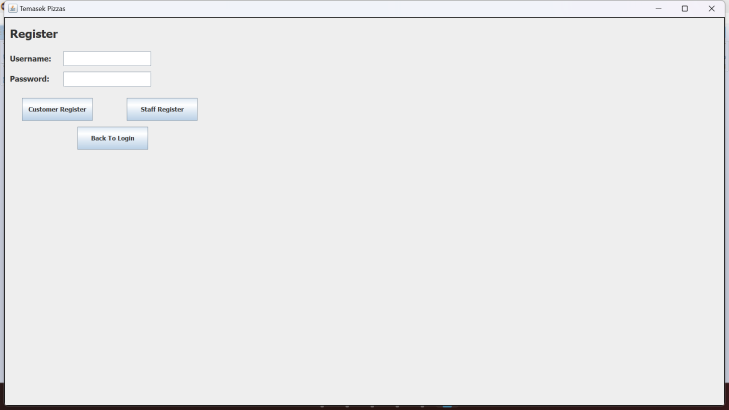 Temasek Pizzas
Register
Username:
Password:
Customer Register
Staff Register
Back To Login